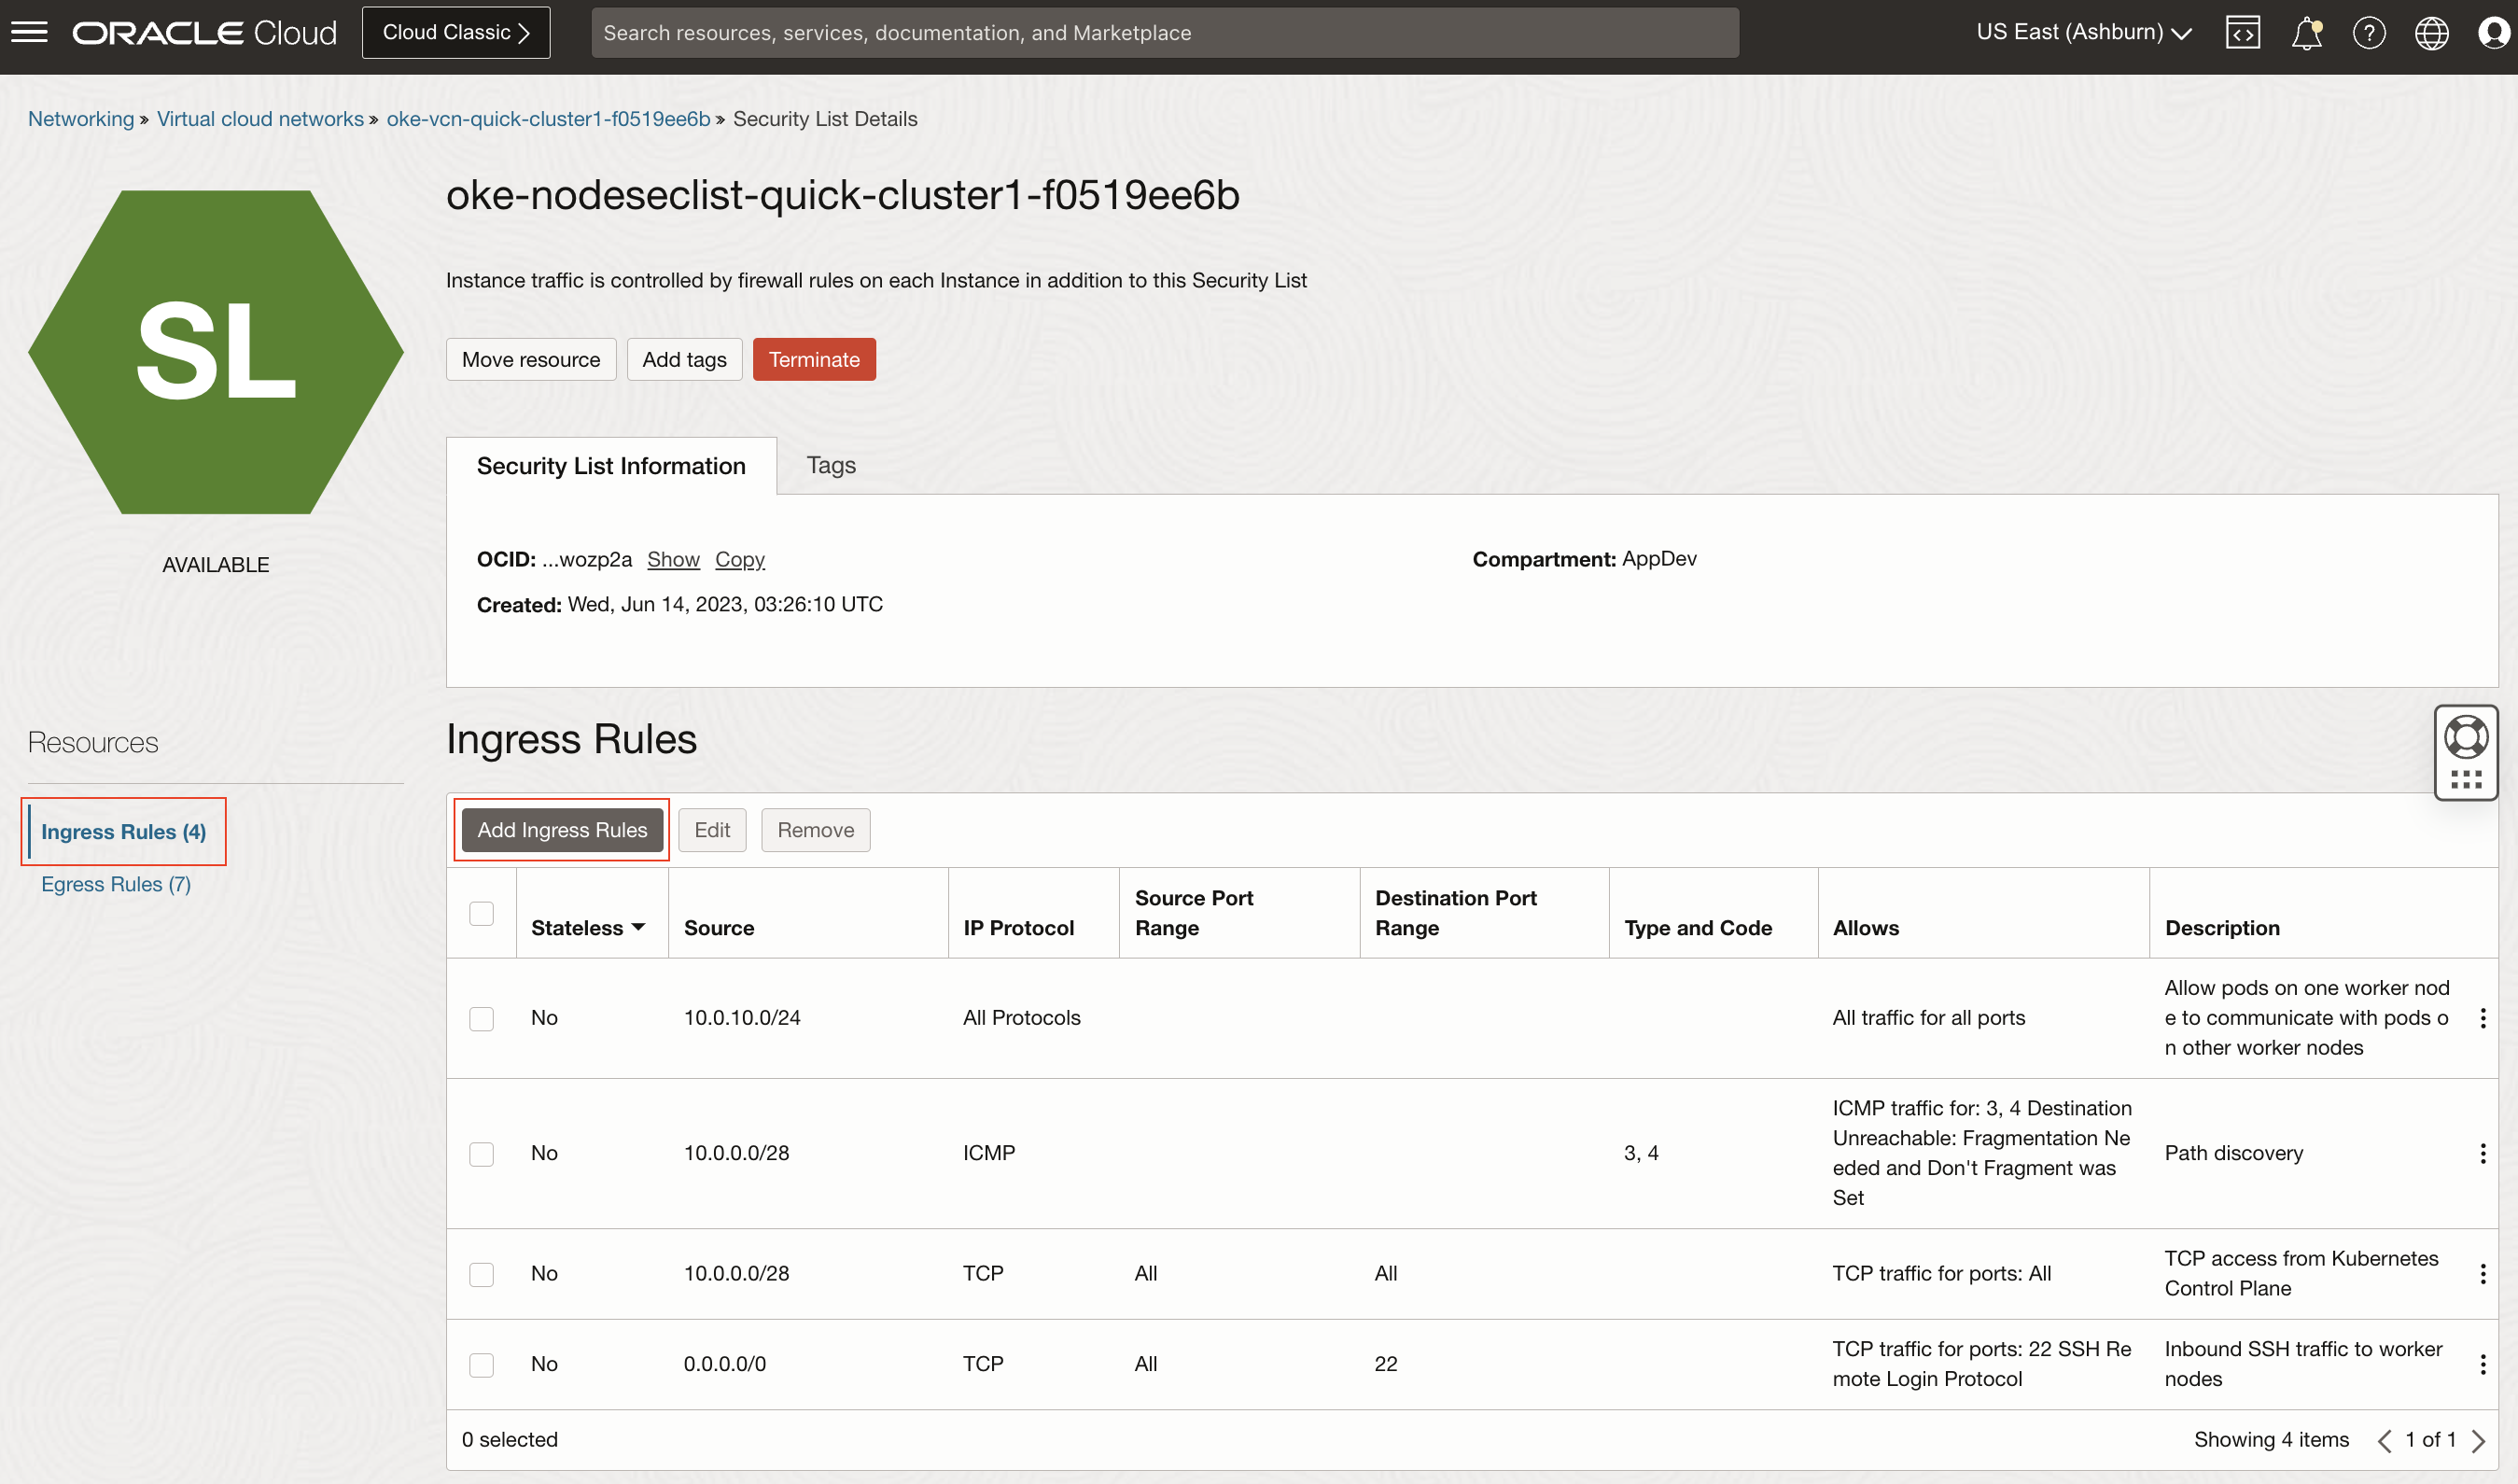 ORACLE Cloud
Cloud Classic
Search resources, services, documentation, and Marketplace
US East (Ashburn)
Networking » Virtual cloud networks » oke-vcn-quick-cluster1-f0519ee6b » Security List Details
SL
AVAILABLE
oke-nodeseclist-quick-cluster1-f0519ee6b
Instance traffic is controlled by firewall rules on each Instance in addition to this Security List
Move resource
Add tags
Terminate
Security List Information
Tags
OCID: ...wozp2a Show Copy
Compartment: AppDev
Created: Wed, Jun 14, 2023, 03:26:10 UTC
Resources
Ingress Rules (4)
Egress Rules (7)
Ingress Rules
Add Ingress Rules
Edit
Remove
Stateless
Source
IP Protocol
Source Port
Range
Destination Port
Range
Type and Code
Allows
Description
No
10.0.10.0/24
All Protocols
All traffic for all ports
Allow pods on one worker nod
e to communicate with pods o
n other worker nodes
No
10.0.0.0/28
ICMP
3, 4
ICMP traffic for: 3, 4 Destination
Unreachable: Fragmentation Ne
eded and Don't Fragment was
Set
Path discovery
No
10.0.0.0/28
TCP
All
All
TCP traffic for ports: All
TCP access from Kubernetes
Control Plane
No
0.0.0.0/0
TCP
All
22
TCP traffic for ports: 22 SSH Re
mote Login Protocol
Inbound SSH traffic to worker
nodes
0 selected
Showing 4 items
1 of 1